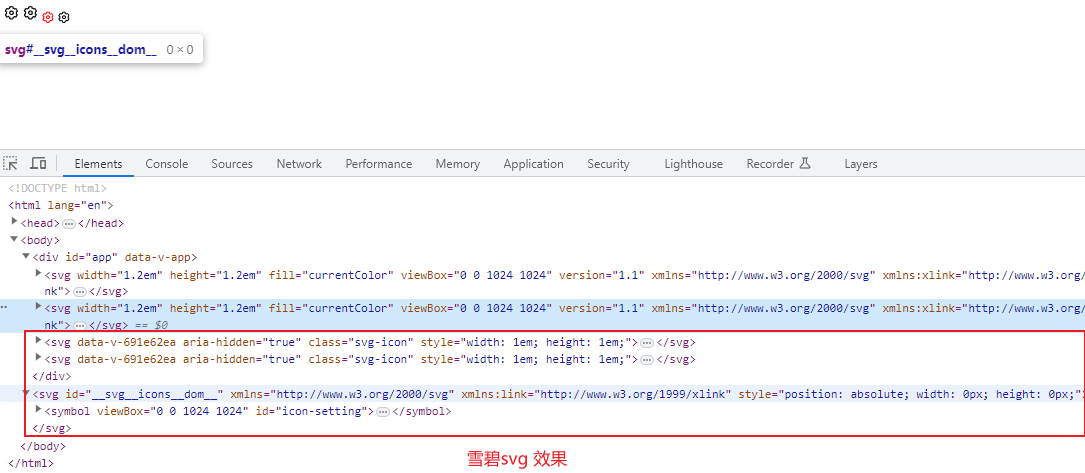 svg#__svg__icons__dom__ 0 × 0
Elements Console Sources Network Performance Memory Application Security Lighthouse Recorder Layers
<!DOCTYPE html>
<html lang="en">
<head>…</head>
<body>
<div id="app" data-v-app>
<svg width="1.2em" height="1.2em" fill="currentColor" viewBox="0 0 1024 1024" version="1.1" xmlns="http://www.w3.org/2000/svg" xmlns:xlink="http://www.w3.org/
nk">…</svg>
<svg width="1.2em" height="1.2em" fill="currentColor" viewBox="0 0 1024 1024" version="1.1" xmlns="http://www.w3.org/2000/svg" xmlns:xlink="http://www.w3.org/
nk">…</svg> == $0
<svg data-v-691e62ea aria-hidden="true" class="svg-icon" style="width: 1em; height: 1em;">…</svg>
<svg data-v-691e62ea aria-hidden="true" class="svg-icon" style="width: 1em; height: 1em;">…</svg>
</div>
<svg id="__svg__icons__dom__" xmlns="http://www.w3.org/2000/svg" xmlns:link="http://www.w3.org/1999/xlink" style="position: absolute; width: 0px; height: 0px;">
<symbol viewBox="0 0 1024 1024" id="icon-setting">…</symbol>
</svg>
</body>
</html>
雪碧svg 效果